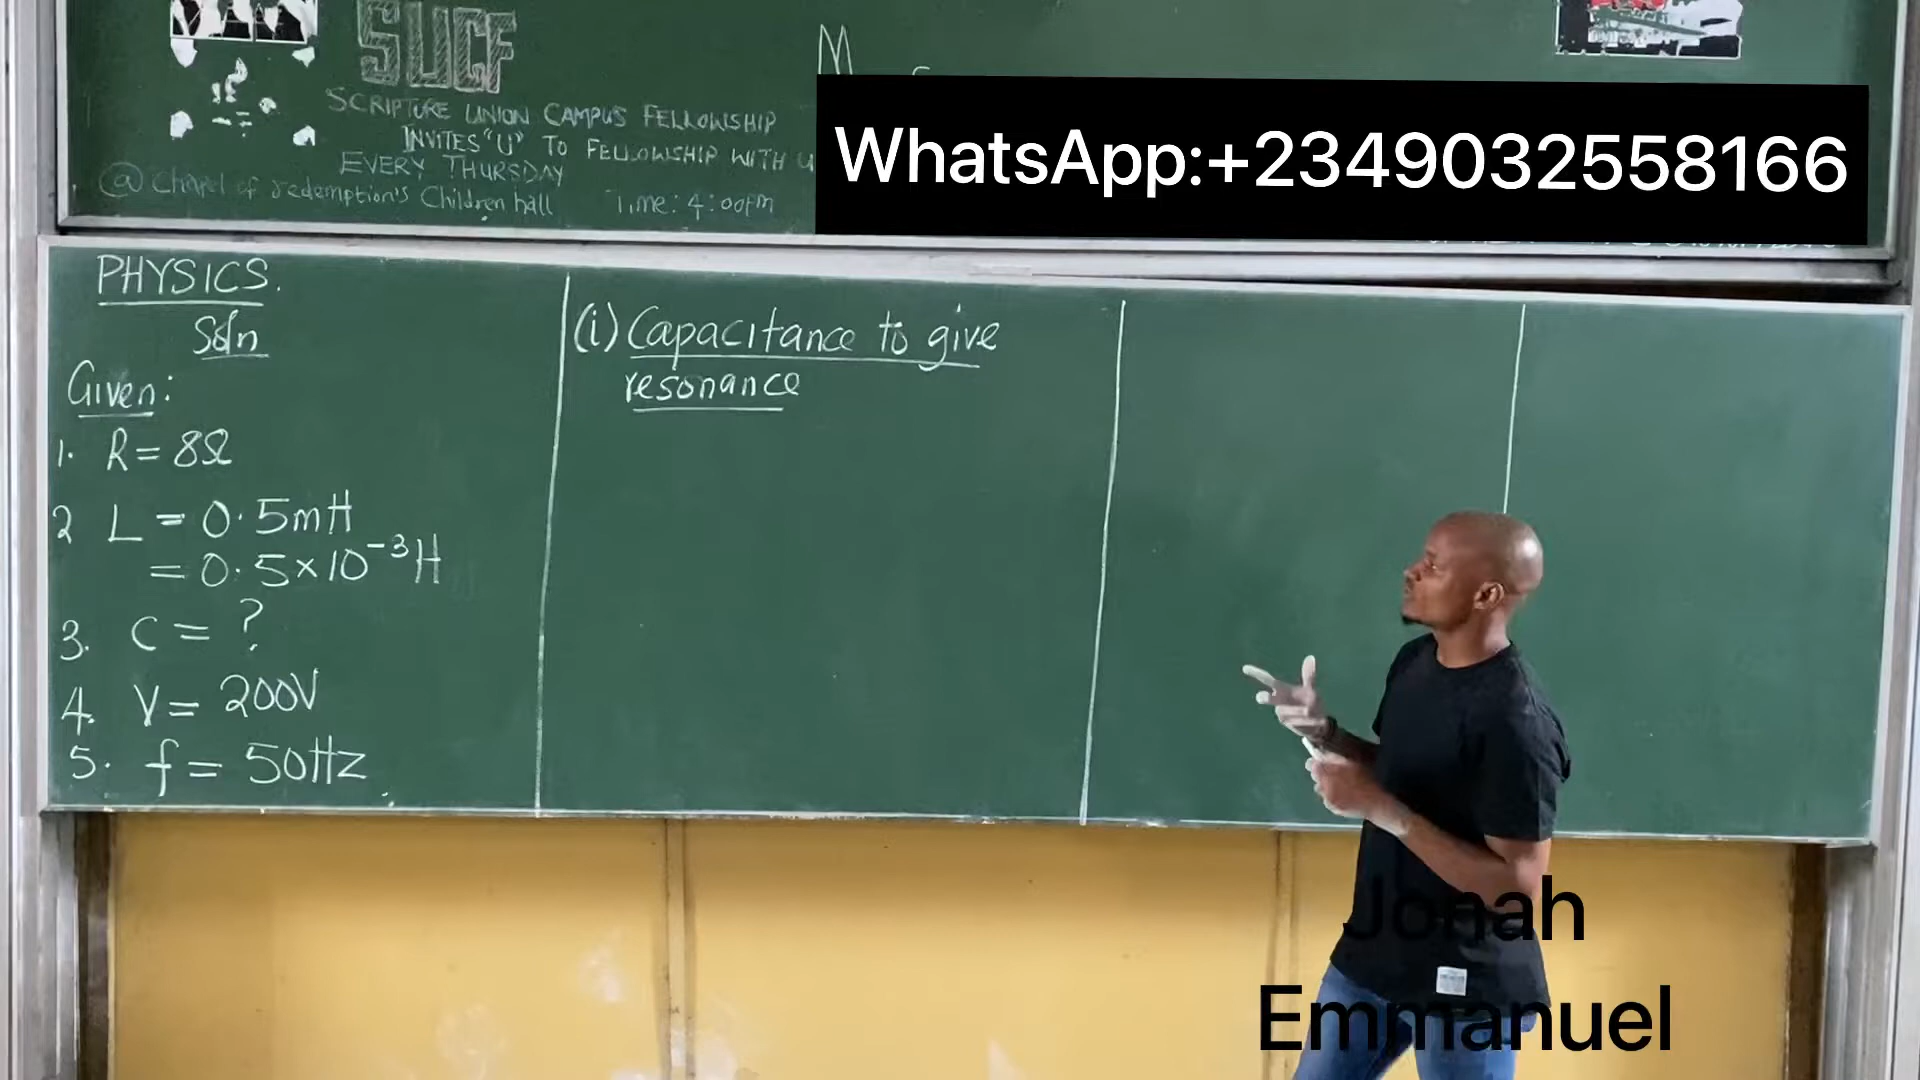 SUCF
SCRIPTURE UNION CAMPUS FELLOWSHIP
INVITES "U" TO FELLOWSHIP WITH
EVERY THURSDAY
@ Chapel of redemption's Children hall Time: 4:00pm
WhatsApp:+2349032558166
PHYSICS.
Soln
Given:
1. R = 8Ω
2 L = 0.5mH
= 0.5×10⁻³H
3. C = ?
4. V = 200V
5. f = 50Hz
(i) Capacitance to give
resonance
Jonah
Emmanuel